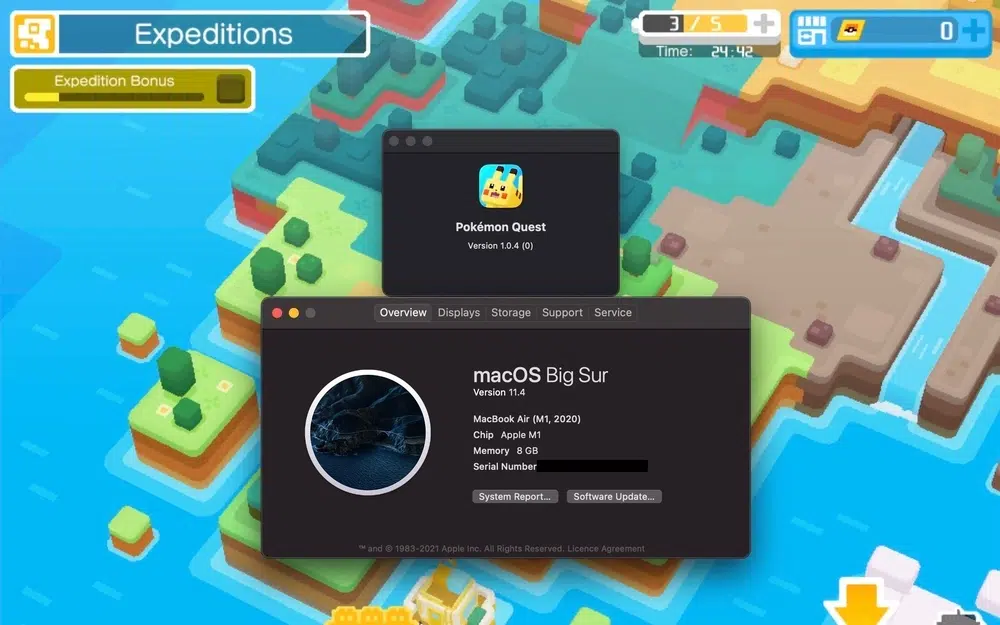 Expeditions
3 / 5
0
Time: 24:42
Expedition Bonus
Pokémon Quest
Version 1.0.4 (0)
Overview Displays Storage Support Service
macOS Big Sur
Version 11.4
MacBook Air (M1, 2020)
Chip Apple M1
Memory 8 GB
Serial Number
System Report... Software Update...
™ and © 1983-2021 Apple Inc. All Rights Reserved. Licence Agreement